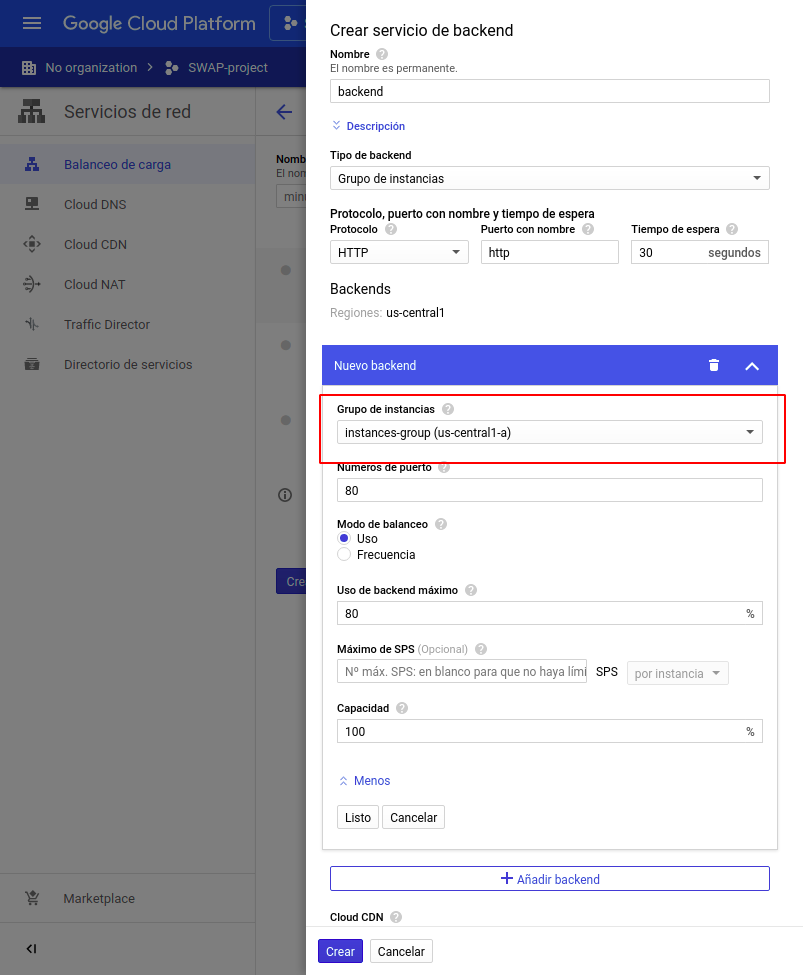 Google Cloud Platform
No organization
SWAP-project
Servicios de red
Balanceo de carga
Cloud DNS
Cloud CDN
Cloud NAT
Traffic Director
Directorio de servicios
Marketplace
Nomb
El nom
minú
Cre
Crear servicio de backend
Nombre
El nombre es permanente.
backend
Descripción
Tipo de backend
Grupo de instancias
Protocolo, puerto con nombre y tiempo de espera
Protocolo Puerto con nombre Tiempo de espera
HTTP http 30 segundos
Backends
Regiones: us-central1
Nuevo backend
Grupo de instancias
instances-group (us-central1-a)
Números de puerto
80
Modo de balanceo
Uso
Frecuencia
Uso de backend máximo
80 %
Máximo de SPS (Opcional)
Nº máx. SPS: en blanco para que no haya lími SPS por instancia
Capacidad
100 %
Menos
Listo Cancelar
Añadir backend
Cloud CDN
Crear Cancelar